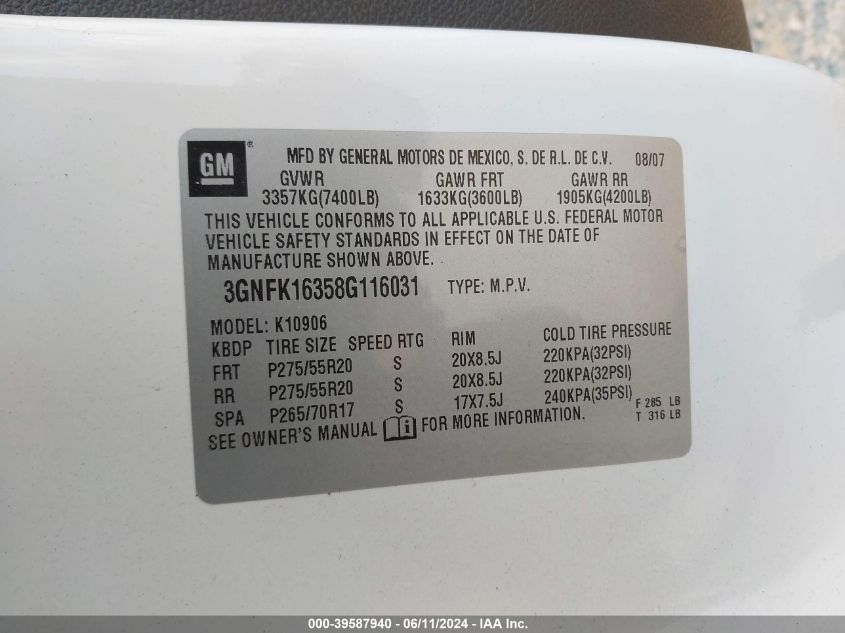 GM® MFD BY GENERAL MOTORS DE MEXICO, S. DE R.L. DE C.V. 08/07
GVWR GAWR FRT GAWR RR
3357KG(7400LB) 1633KG(3600LB) 1905KG(4200LB)
THIS VEHICLE CONFORMS TO ALL APPLICABLE U.S. FEDERAL MOTOR
VEHICLE SAFETY STANDARDS IN EFFECT ON THE DATE OF
MANUFACTURE SHOWN ABOVE.
3GNFK16358G116031 TYPE: M.P.V.
MODEL: K10906
KBDP TIRE SIZE SPEED RTG RIM COLD TIRE PRESSURE
FRT P275/55R20 S 20X8.5J 220KPA(32PSI)
RR P275/55R20 S 20X8.5J 220KPA(32PSI)
SPA P265/70R17 S 17X7.5J 240KPA(35PSI) F 285 LB
SEE OWNER'S MANUAL FOR MORE INFORMATION. T 316 LB
000-39587940 - 06/11/2024 - IAA Inc.